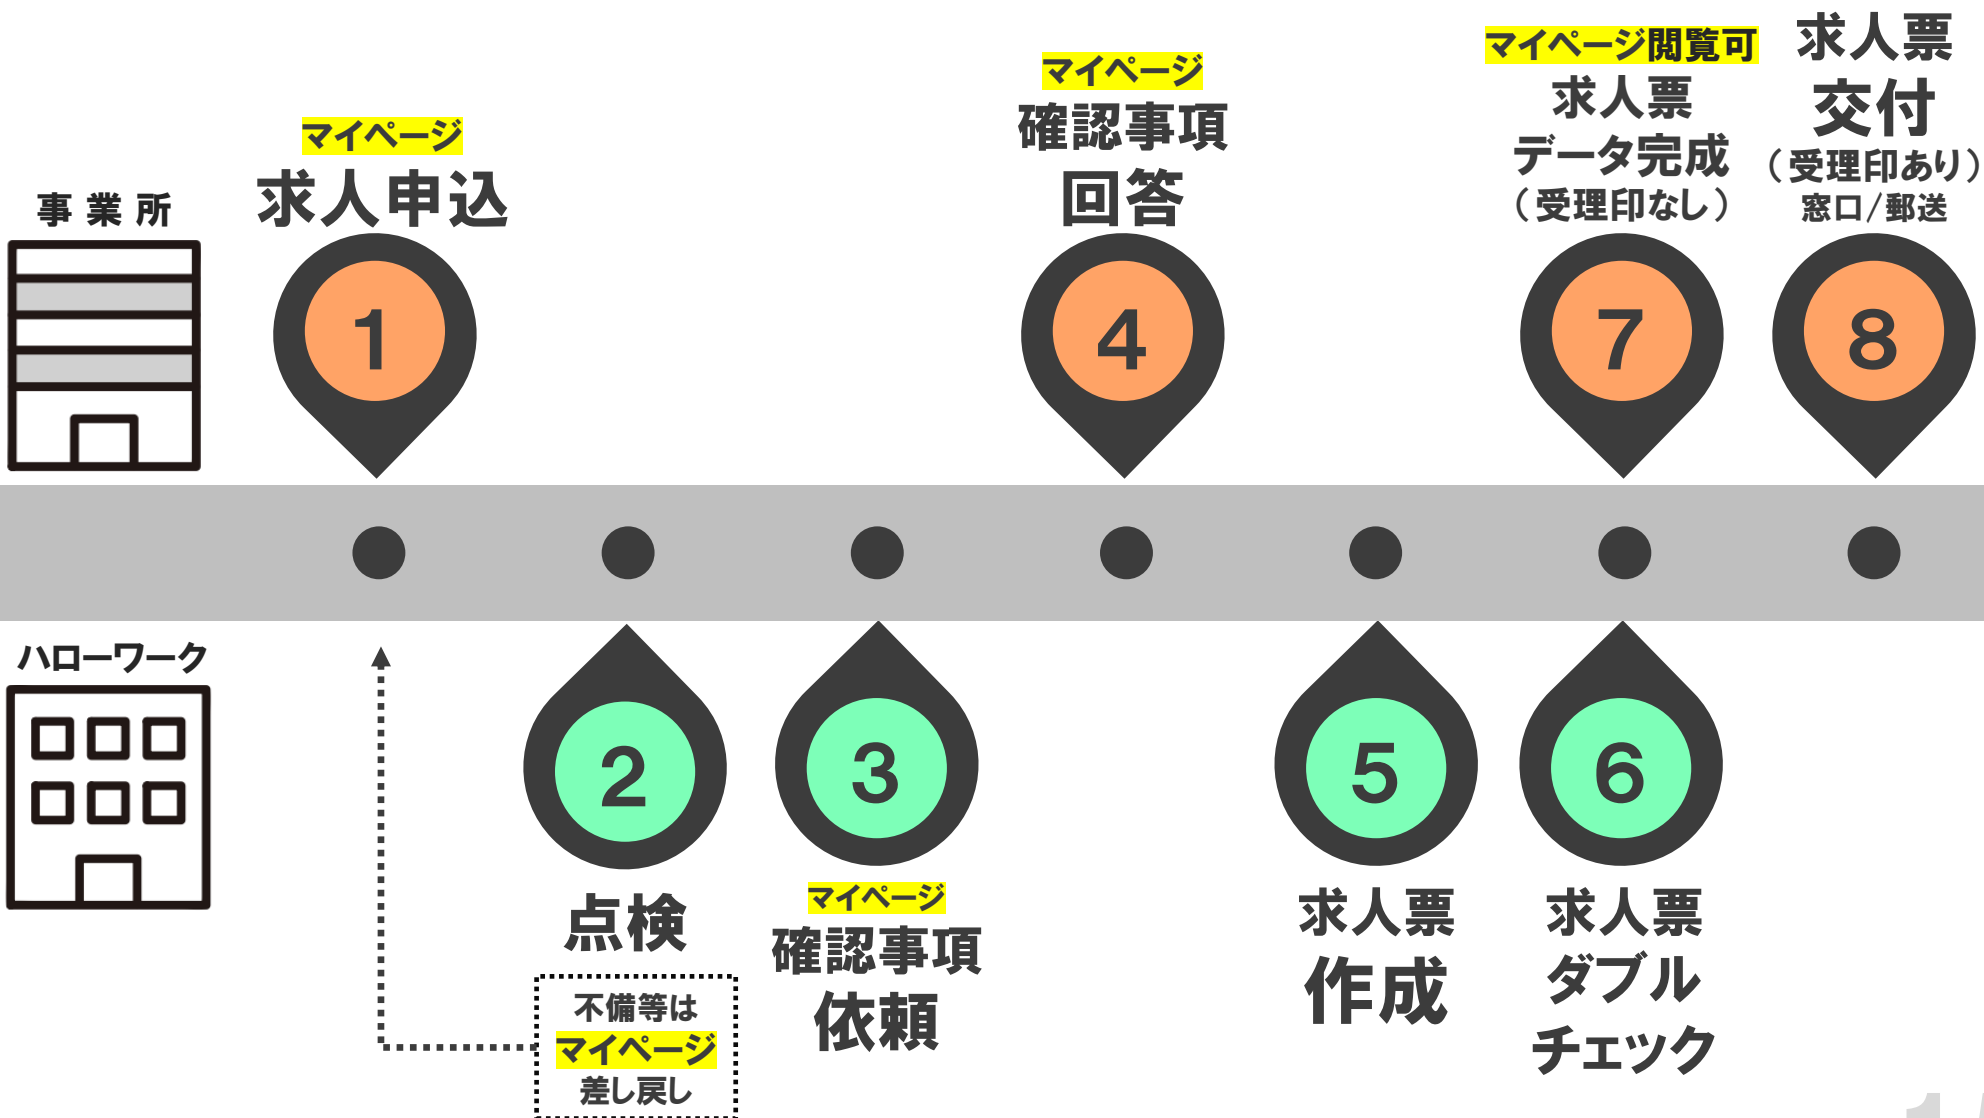 事業所
マイページ
求人申込
1
マイページ
確認事項
回答
4
マイページ閲覧可
求人票
データ完成
（受理印なし）
7
求人票
交付
（受理印あり）
窓口/郵送
8
ハローワーク
2
点検
不備等は
マイページ
差し戻し
3
マイページ
確認事項
依頼
5
求人票
作成
6
求人票
ダブル
チェック